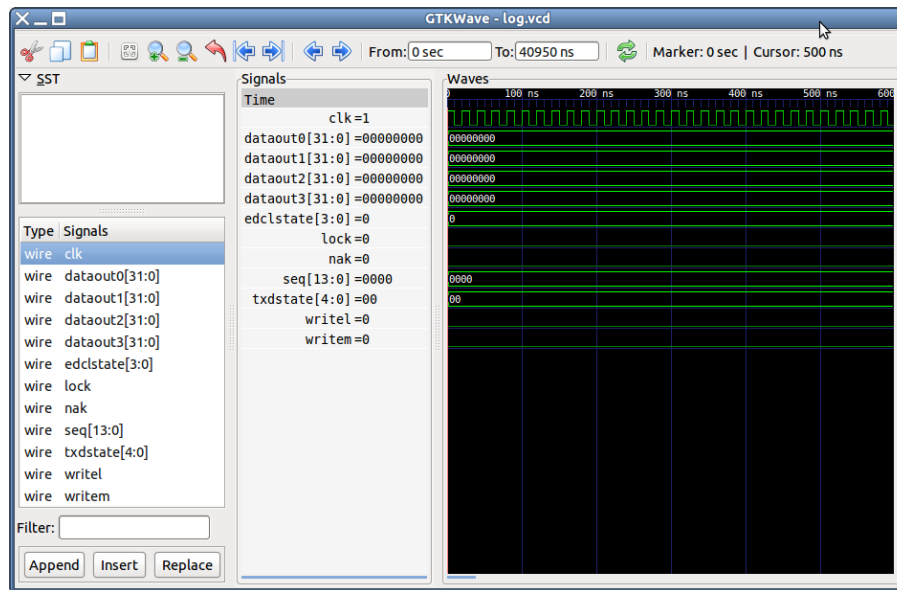 GTKWave - log.vcd
From: 0 sec To: 40950 ns Marker: 0 sec | Cursor: 500 ns
SST
Signals
Time
clk =1
dataout0[31:0] =00000000
dataout1[31:0] =00000000
dataout2[31:0] =00000000
dataout3[31:0] =00000000
edclstate[3:0] =0
lock =0
nak =0
seq[13:0] =0000
txdstate[4:0] =00
writel =0
writem =0
Waves
0 100 ns 200 ns 300 ns 400 ns 500 ns 600
00000000
00000000
00000000
00000000
0
0000
00
Type Signals
wire clk
wire dataout0[31:0]
wire dataout1[31:0]
wire dataout2[31:0]
wire dataout3[31:0]
wire edclstate[3:0]
wire lock
wire nak
wire seq[13:0]
wire txdstate[4:0]
wire writel
wire writem
Filter:
Append Insert Replace